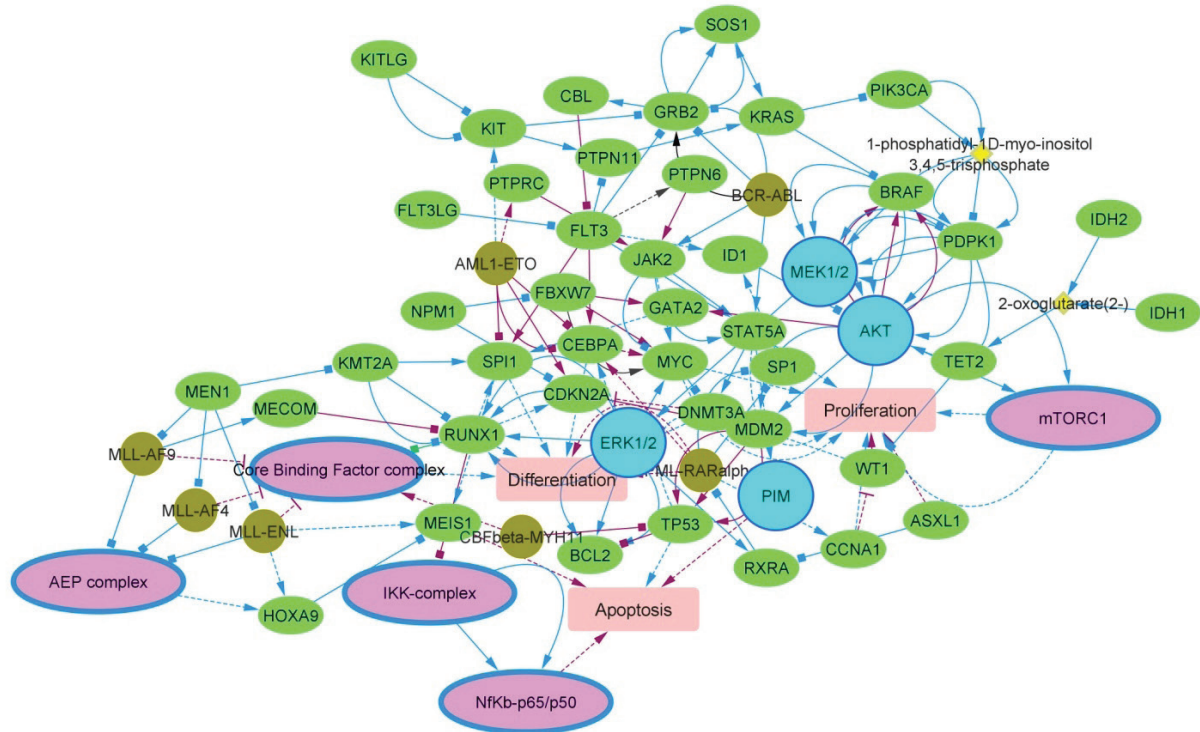 SOS1
KITLG
CBL
PIK3CA
GRB2
KRAS
KIT
1-phosphatidyl-1D-myo-inositol
3,4,5-trisphosphate
PTPN11
PTPRC
PTPN6
BCR-ABL
BRAF
FLT3LG
FLT3
IDH2
PDPK1
AML1-ETO
JAK2
ID1
MEK1/2
FBXW7
NPM1
GATA2
2-oxoglutarate(2-)
IDH1
STAT5A
AKT
CEBPA
SPI1
MYC
KMT2A
SP1
TET2
MEN1
CDKN2A
MECOM
DNMT3A
Proliferation
mTORC1
RUNX1
ERK1/2
MDM2
MLL-AF9
Core Binding Factor complex
Differentiation
ML-RARalph
WT1
PIM
MLL-AF4
MLL-ENL
MEIS1
CBFbeta-MYH11
TP53
ASXL1
BCL2
CCNA1
RXRA
AEP complex
IKK-complex
HOXA9
Apoptosis
NfKb-p65/p50